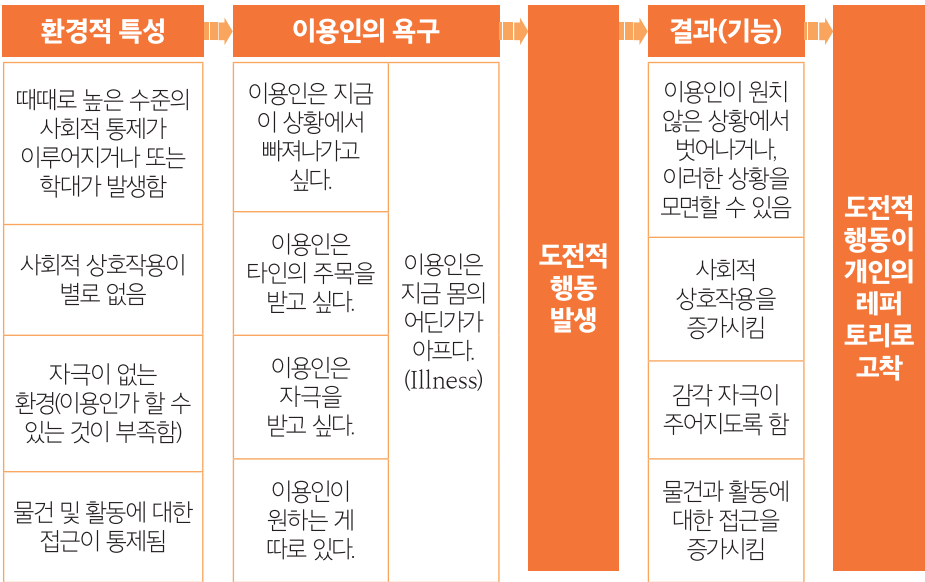 환경적 특성
때때로 높은 수준의
사회적 통제가
이루어지거나 또는
학대가 발생함
사회적 상호작용이
별로 없음
자극이 없는
환경(이용인가 할 수
있는 것이 부족함)
물건 및 활동에 대한
접근이 통제됨
이용인의 욕구
이용인은 지금
이 상황에서
빠져나가고
싶다.
이용인은
타인의 주목을
받고 싶다.
이용인은
자극을
받고 싶다.
이용인이
원하는 게
따로 있다.
이용인은
지금 몸의
어딘가가
아프다.
(Illness)
도전적
행동
발생
결과(기능)
이용인이 원치
않은 상황에서
벗어나거나,
이러한 상황을
모면할 수 있음
사회적
상호작용을
증가시킴
감각 자극이
주어지도록 함
물건과 활동에
대한 접근을
증가시킴
도전적
행동이
개인의
레퍼
토리로
고착